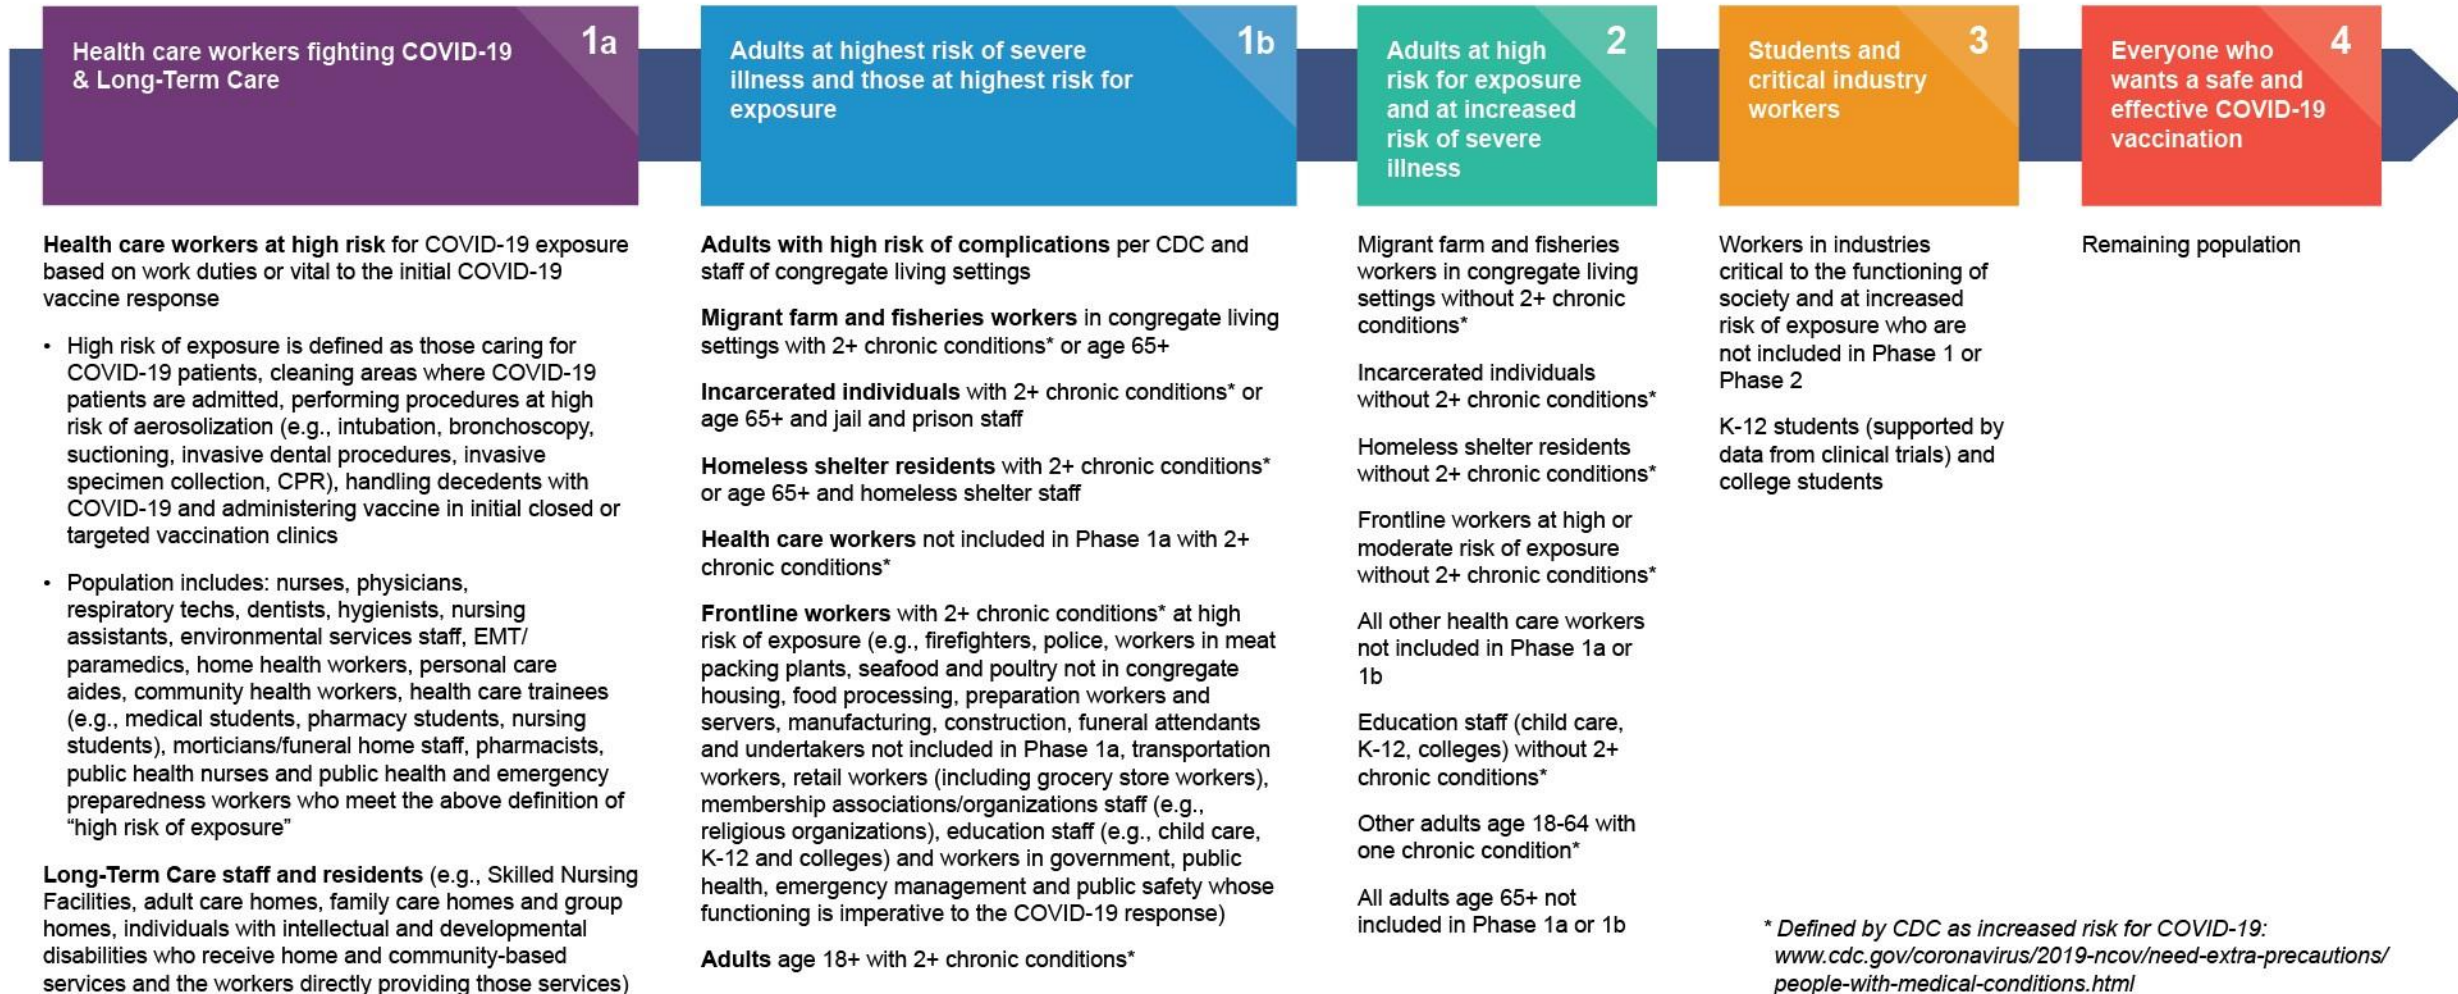 Health care workers fighting COVID-19
& Long-Term Care
1a
Health care workers at high risk for COVID-19 exposure
based on work duties or vital to the initial COVID-19
vaccine response
• High risk of exposure is defined as those caring for
COVID-19 patients, cleaning areas where COVID-19
patients are admitted, performing procedures at high
risk of aerosolization (e.g., intubation, bronchoscopy,
suctioning, invasive dental procedures, invasive
specimen collection, CPR), handling decedents with
COVID-19 and administering vaccine in initial closed or
targeted vaccination clinics
• Population includes: nurses, physicians,
respiratory techs, dentists, hygienists, nursing
assistants, environmental services staff, EMT/
paramedics, home health workers, personal care
aides, community health workers, health care trainees
(e.g., medical students, pharmacy students, nursing
students), morticians/funeral home staff, pharmacists,
public health nurses and public health and emergency
preparedness workers who meet the above definition of
“high risk of exposure”
Long-Term Care staff and residents (e.g., Skilled Nursing
Facilities, adult care homes, family care homes and group
homes, individuals with intellectual and developmental
disabilities who receive home and community-based
services and the workers directly providing those services)
Adults at highest risk of severe
illness and those at highest risk for
exposure
1b
Adults with high risk of complications per CDC and
staff of congregate living settings
Migrant farm and fisheries workers in congregate living
settings with 2+ chronic conditions* or age 65+
Incarcerated individuals with 2+ chronic conditions* or
age 65+ and jail and prison staff
Homeless shelter residents with 2+ chronic conditions*
or age 65+ and homeless shelter staff
Health care workers not included in Phase 1a with 2+
chronic conditions*
Frontline workers with 2+ chronic conditions* at high
risk of exposure (e.g., firefighters, police, workers in meat
packing plants, seafood and poultry not in congregate
housing, food processing, preparation workers and
servers, manufacturing, construction, funeral attendants
and undertakers not included in Phase 1a, transportation
workers, retail workers (including grocery store workers),
membership associations/organizations staff (e.g.,
religious organizations), education staff (e.g., child care,
K-12 and colleges) and workers in government, public
health, emergency management and public safety whose
functioning is imperative to the COVID-19 response)
Adults age 18+ with 2+ chronic conditions*
Adults at high
risk for exposure
and at increased
risk of severe
illness
2
Migrant farm and fisheries
workers in congregate living
settings without 2+ chronic
conditions*
Incarcerated individuals
without 2+ chronic conditions*
Homeless shelter residents
without 2+ chronic conditions*
Frontline workers at high or
moderate risk of exposure
without 2+ chronic conditions*
All other health care workers
not included in Phase 1a or
1b
Education staff (child care,
K-12, colleges) without 2+
chronic conditions*
Other adults age 18-64 with
one chronic condition*
All adults age 65+ not
included in Phase 1a or 1b
Students and
critical industry
workers
3
Workers in industries
critical to the functioning of
society and at increased
risk of exposure who are
not included in Phase 1 or
Phase 2
K-12 students (supported by
data from clinical trials) and
college students
Everyone who
wants a safe and
effective COVID-19
vaccination
4
Remaining population
* Defined by CDC as increased risk for COVID-19:
www.cdc.gov/coronavirus/2019-ncov/need-extra-precautions/
people-with-medical-conditions.html